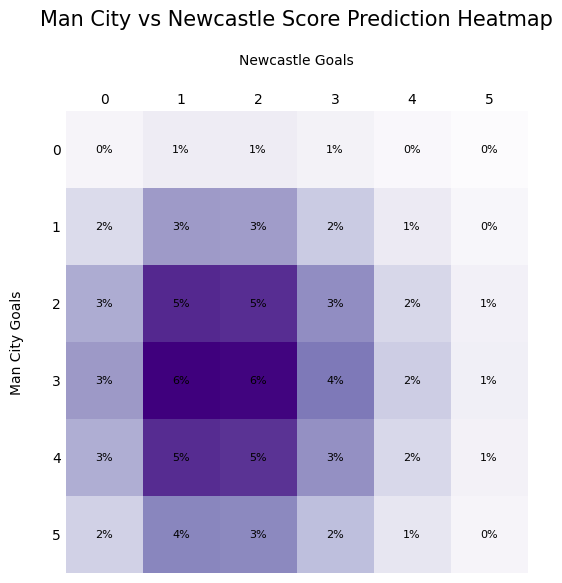 Man City vs Newcastle Score Prediction Heatmap
Newcastle Goals
0 1 2 3 4 5
0 0% 1% 1% 1% 0% 0%
1 2% 3% 3% 2% 1% 0%
2 3% 5% 5% 3% 2% 1%
Man City Goals
3 3% 6% 6% 4% 2% 1%
4 3% 5% 5% 3% 2% 1%
5 2% 4% 3% 2% 1% 0%